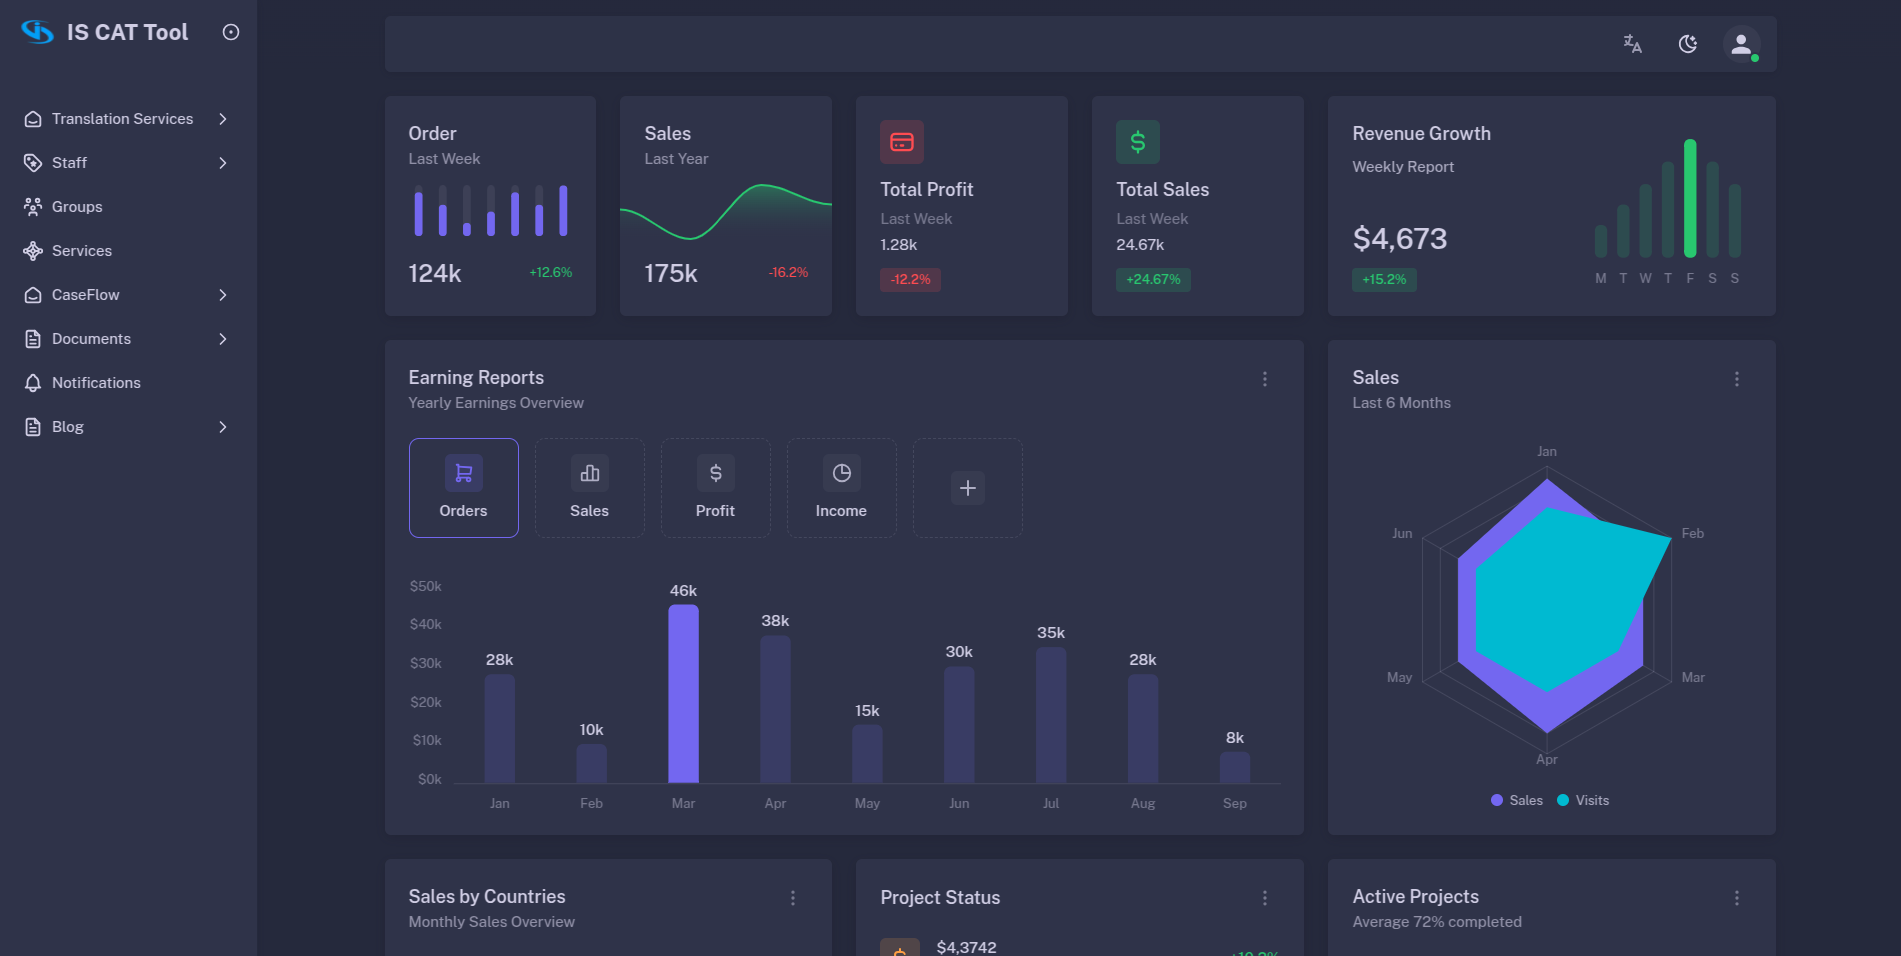 IS CAT Tool
Translation Services
Staff
Groups
Services
CaseFlow
Documents
Notifications
Blog
Order
Last Week
124k
+12.6%
Sales
Last Year
175k
-16.2%
Total Profit
Last Week
1.28k
-12.2%
Total Sales
Last Week
24.67k
+24.67%
Revenue Growth
Weekly Report
$4,673
+15.2%
M T W T F S S
Earning Reports
Yearly Earnings Overview
Orders
Sales
Profit
Income
$50k
$40k
$30k
$20k
$10k
$0k
28k
10k
46k
38k
15k
30k
35k
28k
8k
Jan Feb Mar Apr May Jun Jul Aug Sep
Sales
Last 6 Months
Jan
Feb
Mar
Apr
May
Jun
Sales Visits
Sales by Countries
Monthly Sales Overview
Project Status
$4,3742
Active Projects
Average 72% completed